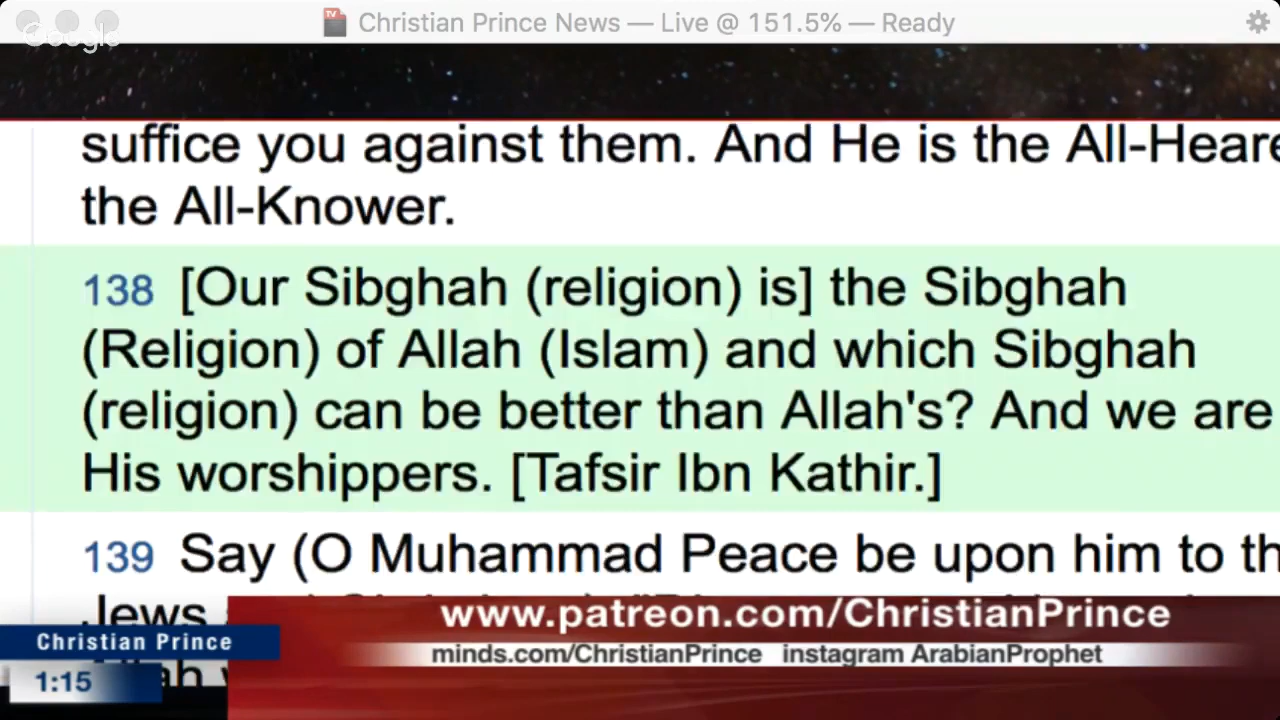 Christian Prince News — Live @ 151.5% — Ready
Google
suffice you against them. And He is the All-Heare
the All-Knower.
138 [Our Sibghah (religion) is] the Sibghah
(Religion) of Allah (Islam) and which Sibghah
(religion) can be better than Allah's? And we are
His worshippers. [Tafsir Ibn Kathir.]
139 Say (O Muhammad Peace be upon him to th
Jews
www.patreon.com/ChristianPrince
Christian Prince
minds.com/ChristianPrince instagram ArabianProphet
1:15